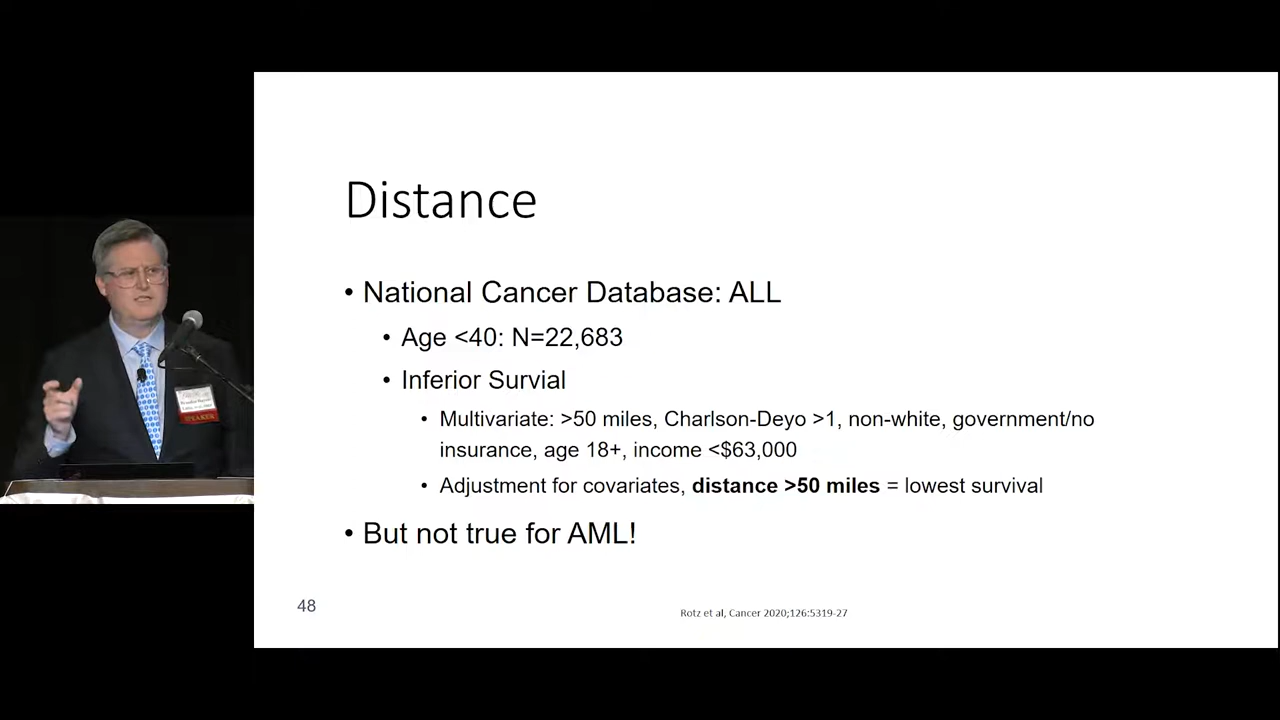 Distance
• National Cancer Database: ALL
• Age <40: N=22,683
• Inferior Survial
• Multivariate: >50 miles, Charlson-Deyo >1, non-white, government/no
insurance, age 18+, income <$63,000
• Adjustment for covariates, distance >50 miles = lowest survival
• But not true for AML!
48
Rotz et al, Cancer 2020;126:5319-27
SPEAKER